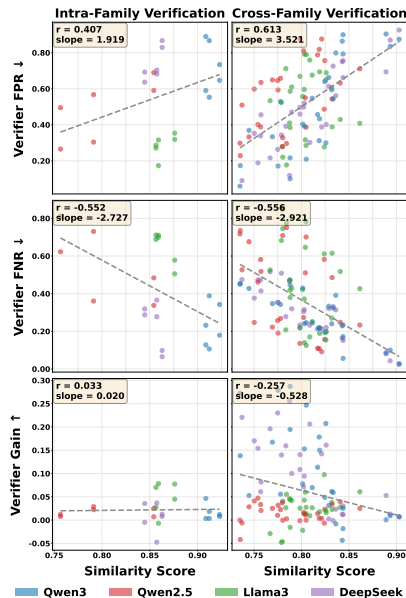 Intra-Family Verification Cross-Family Verification
Verifier FPR ↓
0.80
0.60
0.40
0.20
r = 0.407
slope = 1.919
r = 0.613
slope = 3.521
Verifier FNR ↓
0.80
0.60
0.40
0.20
0.00
r = -0.552
slope = -2.727
r = -0.556
slope = -2.921
Verifier Gain ↑
0.30
0.25
0.20
0.15
0.10
0.05
0.00
-0.05
r = 0.033
slope = 0.020
r = -0.257
slope = -0.528
0.75 0.80 0.85 0.90 0.75 0.80 0.85 0.90
Similarity Score Similarity Score
Qwen3 Qwen2.5 Llama3 DeepSeek